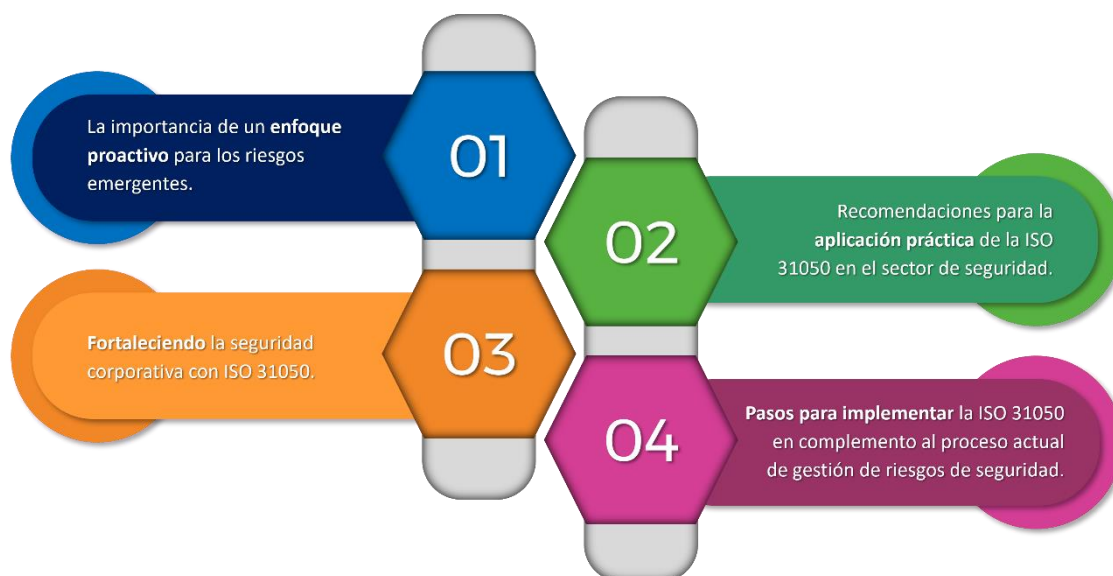 01
La importancia de un enfoque
proactivo para los riesgos
emergentes.
02
Recomendaciones para la
aplicación práctica de la ISO
31050 en el sector de seguridad.
03
Fortaleciendo la seguridad
corporativa con ISO 31050.
04
Pasos para implementar la ISO 31050
en complemento al proceso actual
de gestión de riesgos de seguridad.